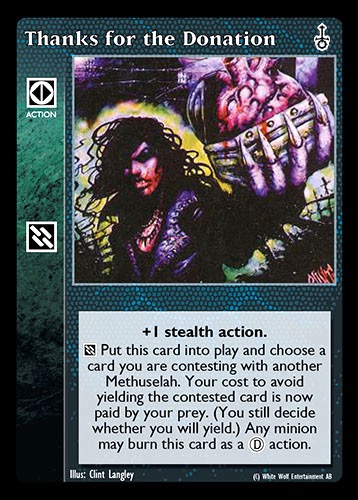 Thanks for the Donation
ACTION
+1 stealth action.
Put this card into play and choose a
card you are contesting with another
Methuselah. Your cost to avoid
yielding the contested card is now
paid by your prey. (You still decide
whether you will yield.) Any minion
may burn this card as a Ⓓ action.
Illus: Clint Langley
(C) White Wolf Entertainment AB